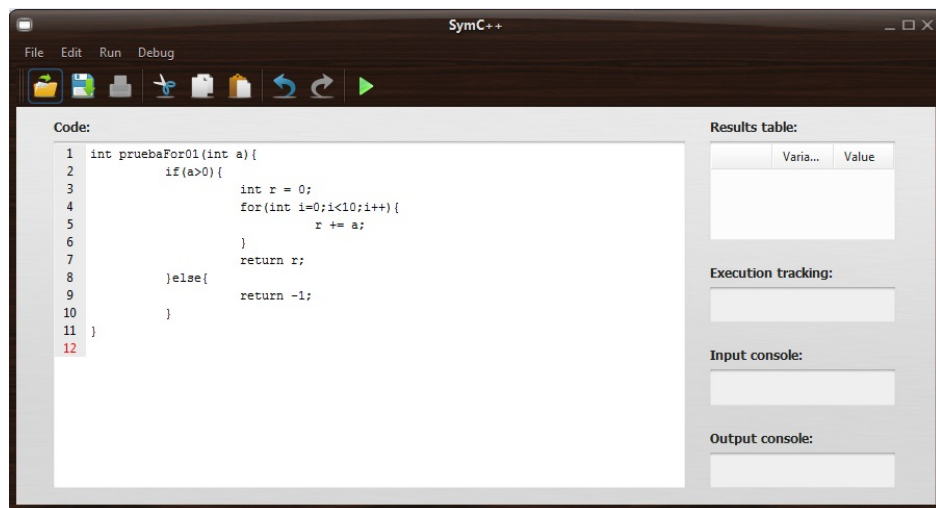 SymC++
File Edit Run Debug
Code:
1 int pruebaFor01(int a){
2 if(a>0){
3 int r = 0;
4 for(int i=0;i<10;i++){
5 r += a;
6 }
7 return r;
8 }else{
9 return -1;
10 }
11 }
12
Results table:
Varia... Value
Execution tracking:
Input console:
Output console: